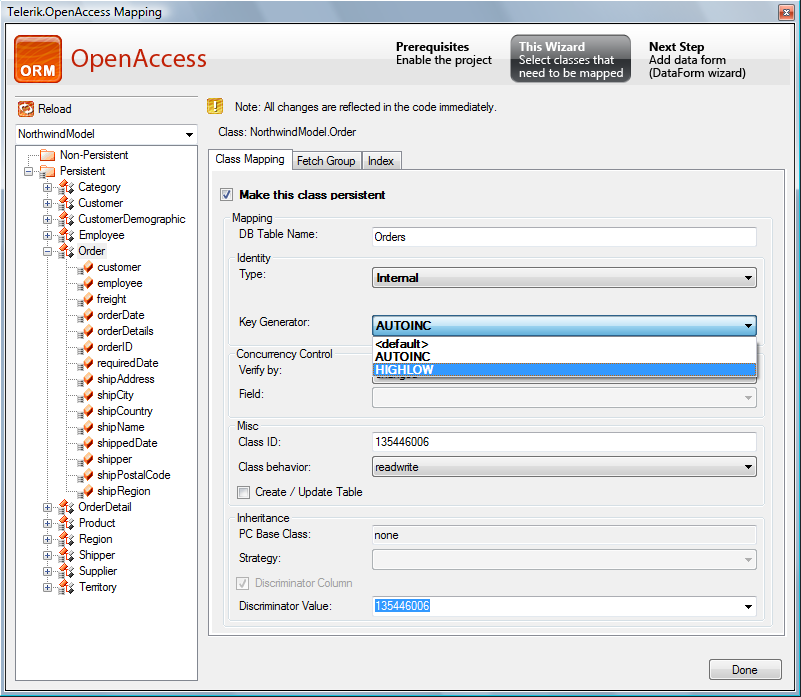 Telerik.OpenAccess Mapping
ORM
OpenAccess
Prerequisites
Enable the project
This Wizard
Select classes that
need to be mapped
Next Step
Add data form
(DataForm wizard)
Reload
NorthwindModel
Non-Persistent
Persistent
Category
Customer
CustomerDemographic
Employee
Order
customer
employee
freight
orderDate
orderDetails
orderID
requiredDate
shipAddress
shipCity
shipCountry
shipName
shippedDate
shipper
shipPostalCode
shipRegion
OrderDetail
Product
Region
Shipper
Supplier
Territory
Note: All changes are reflected in the code immediately.
Class: NorthwindModel.Order
Class Mapping
Fetch Group
Index
Make this class persistent
Mapping
DB Table Name:
Orders
Identity
Type:
Internal
Key Generator:
AUTOINC
<default>
AUTOINC
HIGHLOW
Concurrency Control
Verify by:
Field:
Misc
Class ID:
135446006
Class behavior:
readwrite
Create / Update Table
Inheritance
PC Base Class:
none
Strategy:
Discriminator Column
Discriminator Value:
135446006
Done